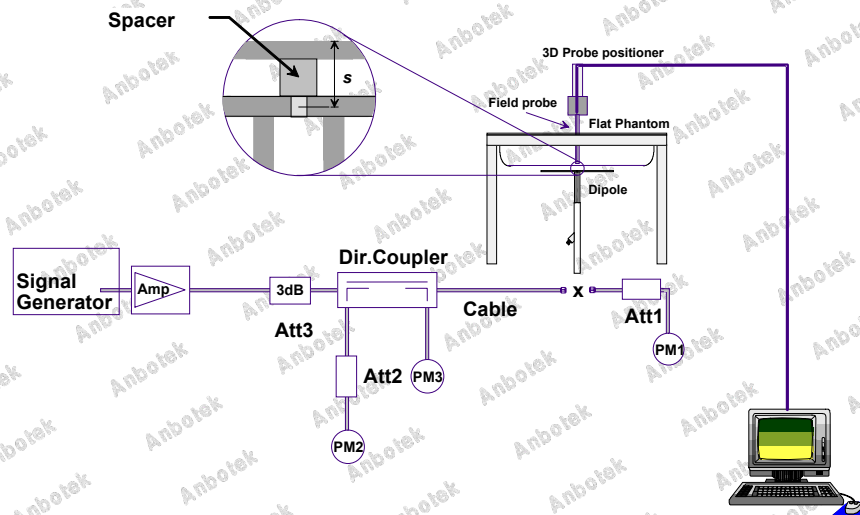 Spacer
s
3D Probe positioner
Field probe
Flat Phantom
Dipole
Dir.Coupler
Signal
Generator
Amp
3dB
Att3
Cable
x
Att1
PM1
Att2
PM3
PM2
Anbotek